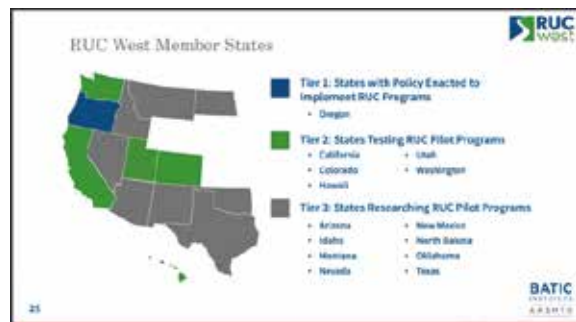 RUC West Member States
RUC
west
Tier 1: States with Policy Enacted to
Implement RUC Programs
• Oregon
Tier 2: States Testing RUC Pilot Programs
• California
• Colorado
• Hawaii
• Utah
• Washington
Tier 3: States Researching RUC Pilot Programs
• Arizona
• Idaho
• Montana
• Nevada
• New Mexico
• North Dakota
• Oklahoma
• Texas
25
BATIC
INSTITUTE
AASHTO